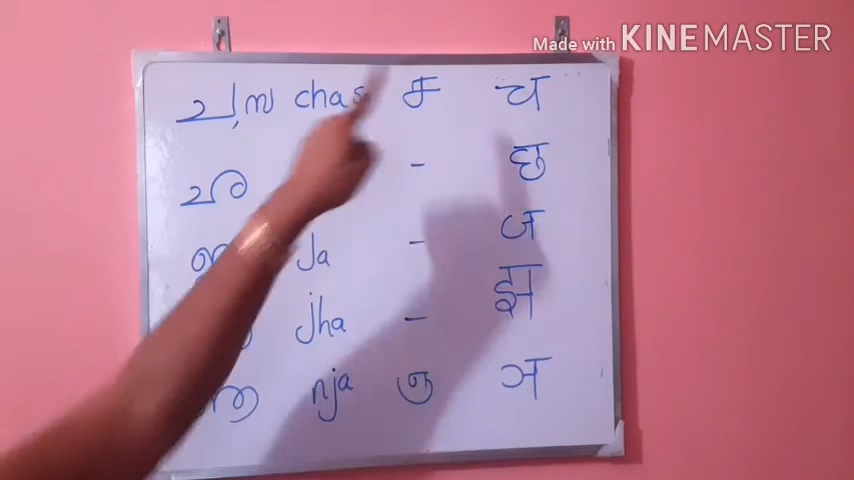 Made with KINEMASTER
ച,സ cha ச च
ഛ - छ
ja - ज
jha - झ
ഞ nja ஞ ञ